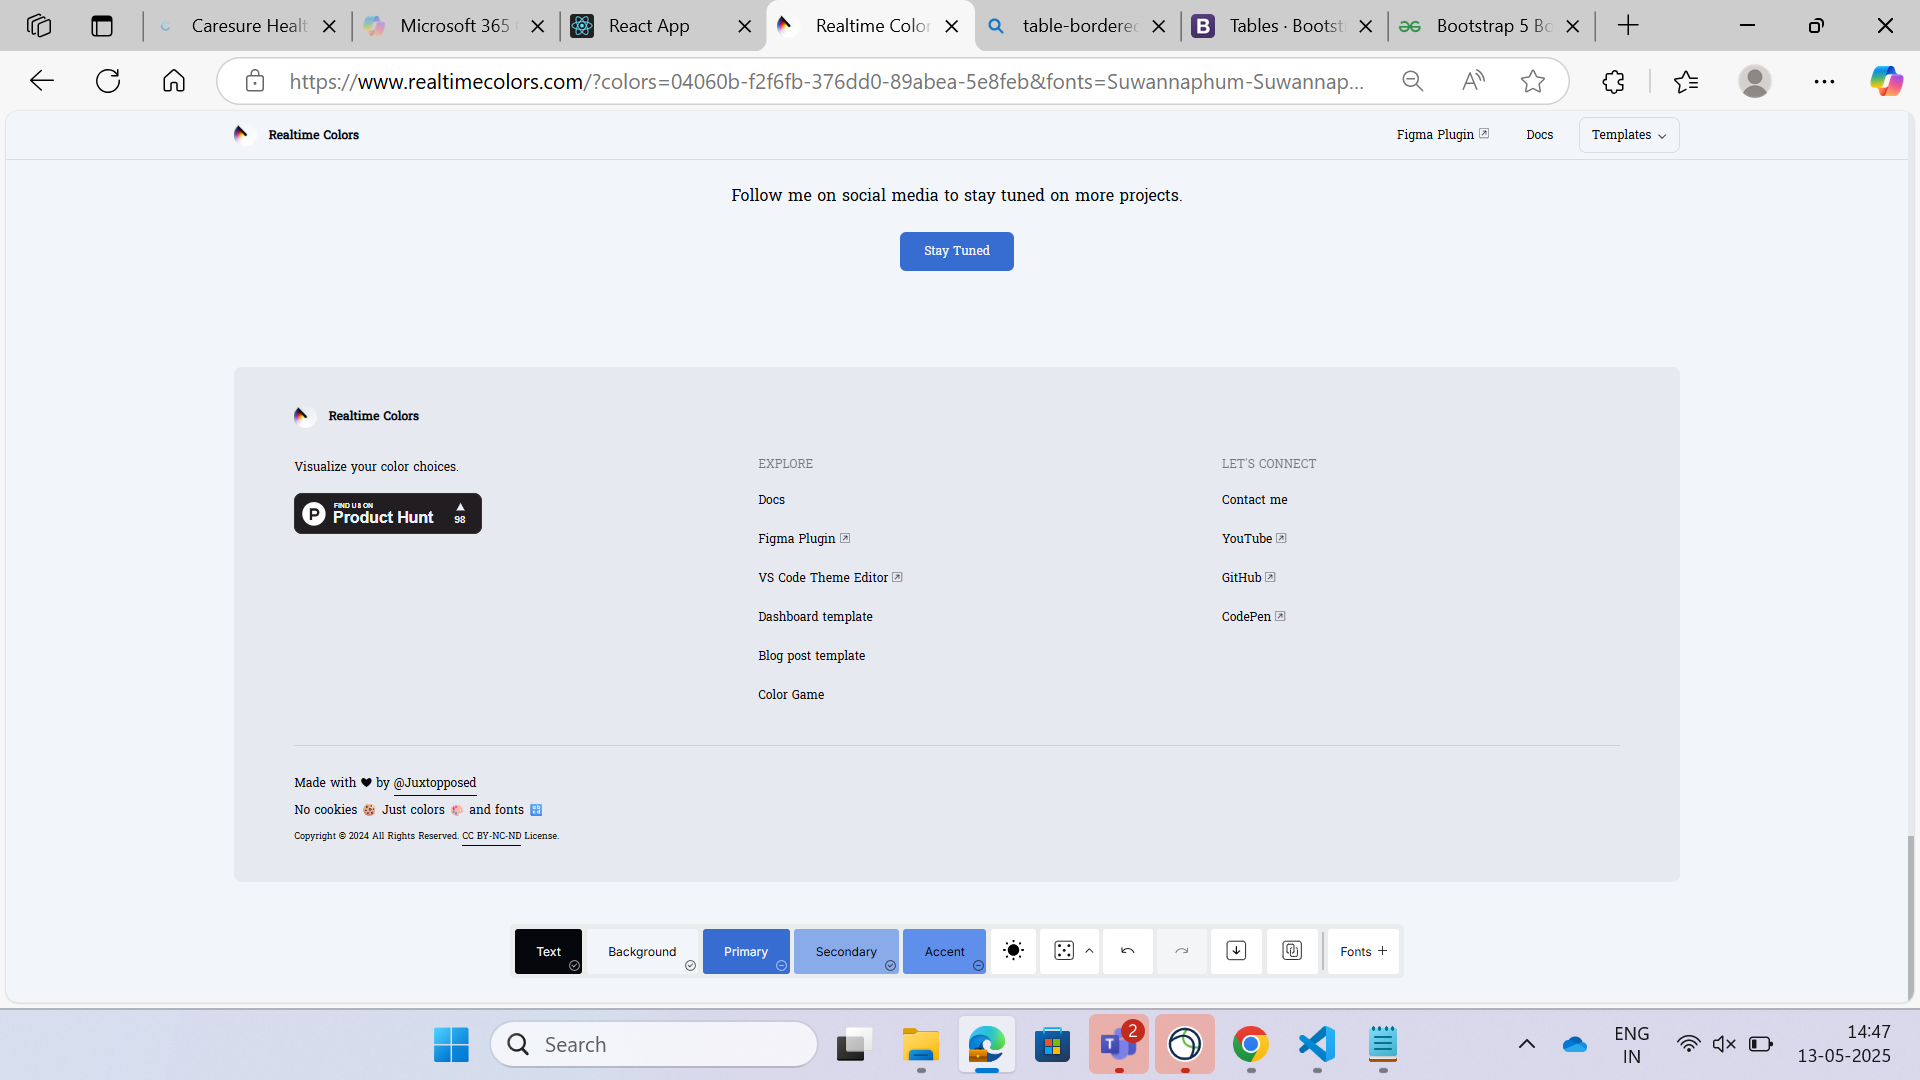 Caresure Healt
Microsoft 365
React App
Realtime Color
table-bordered
B
Tables · Bootst
Bootstrap 5 Bo
https://www.realtimecolors.com/?colors=04060b-f2f6fb-376dd0-89abea-5e8feb&fonts=Suwannaphum-Suwannap...
Realtime Colors
Figma Plugin
Docs
Templates
Follow me on social media to stay tuned on more projects.
Stay Tuned
Realtime Colors
Visualize your color choices.
P
FIND US ON
Product Hunt
98
EXPLORE
Docs
Figma Plugin
VS Code Theme Editor
Dashboard template
Blog post template
Color Game
LET'S CONNECT
Contact me
YouTube
GitHub
CodePen
Made with ♥ by @Juxtopposed
No cookies 🍪 Just colors 🎨 and fonts 🔠
Copyright © 2024 All Rights Reserved. CC BY-NC-ND License.
Text
Background
Primary
Secondary
Accent
Fonts +
Search
2
ENG
IN
14:47
13-05-2025